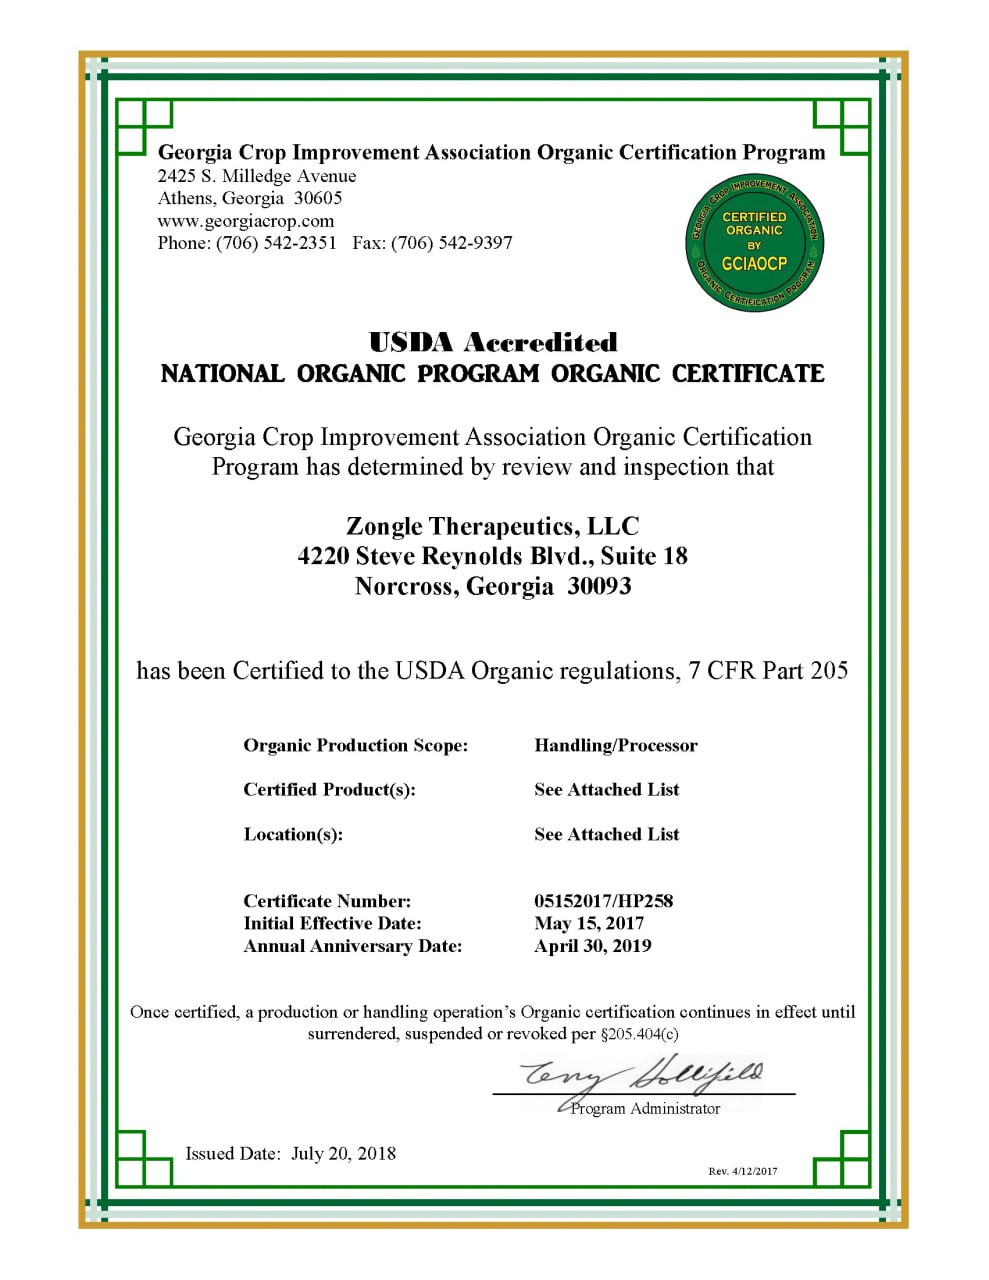 Georgia Crop Improvement Association Organic Certification Program
2425 S. Milledge Avenue
Athens, Georgia 30605
www.georgiacrop.com
Phone: (706) 542-2351 Fax: (706) 542-9397
GEORGIA CROP IMPROVEMENT ASSOCIATION
CERTIFIED
ORGANIC
BY
GCIAOCP
ORGANIC CERTIFICATION PROGRAM
USDA Accredited
NATIONAL ORGANIC PROGRAM ORGANIC CERTIFICATE
Georgia Crop Improvement Association Organic Certification
Program has determined by review and inspection that
Zongle Therapeutics, LLC
4220 Steve Reynolds Blvd., Suite 18
Norcross, Georgia 30093
has been Certified to the USDA Organic regulations, 7 CFR Part 205
Organic Production Scope: Handling/Processor
Certified Product(s): See Attached List
Location(s): See Attached List
Certificate Number: 05152017/HP258
Initial Effective Date: May 15, 2017
Annual Anniversary Date: April 30, 2019
Once certified, a production or handling operation's Organic certification continues in effect until
surrendered, suspended or revoked per §205.404(c)
Terry Hollifield
Program Administrator
Issued Date: July 20, 2018
Rev. 4/12/2017